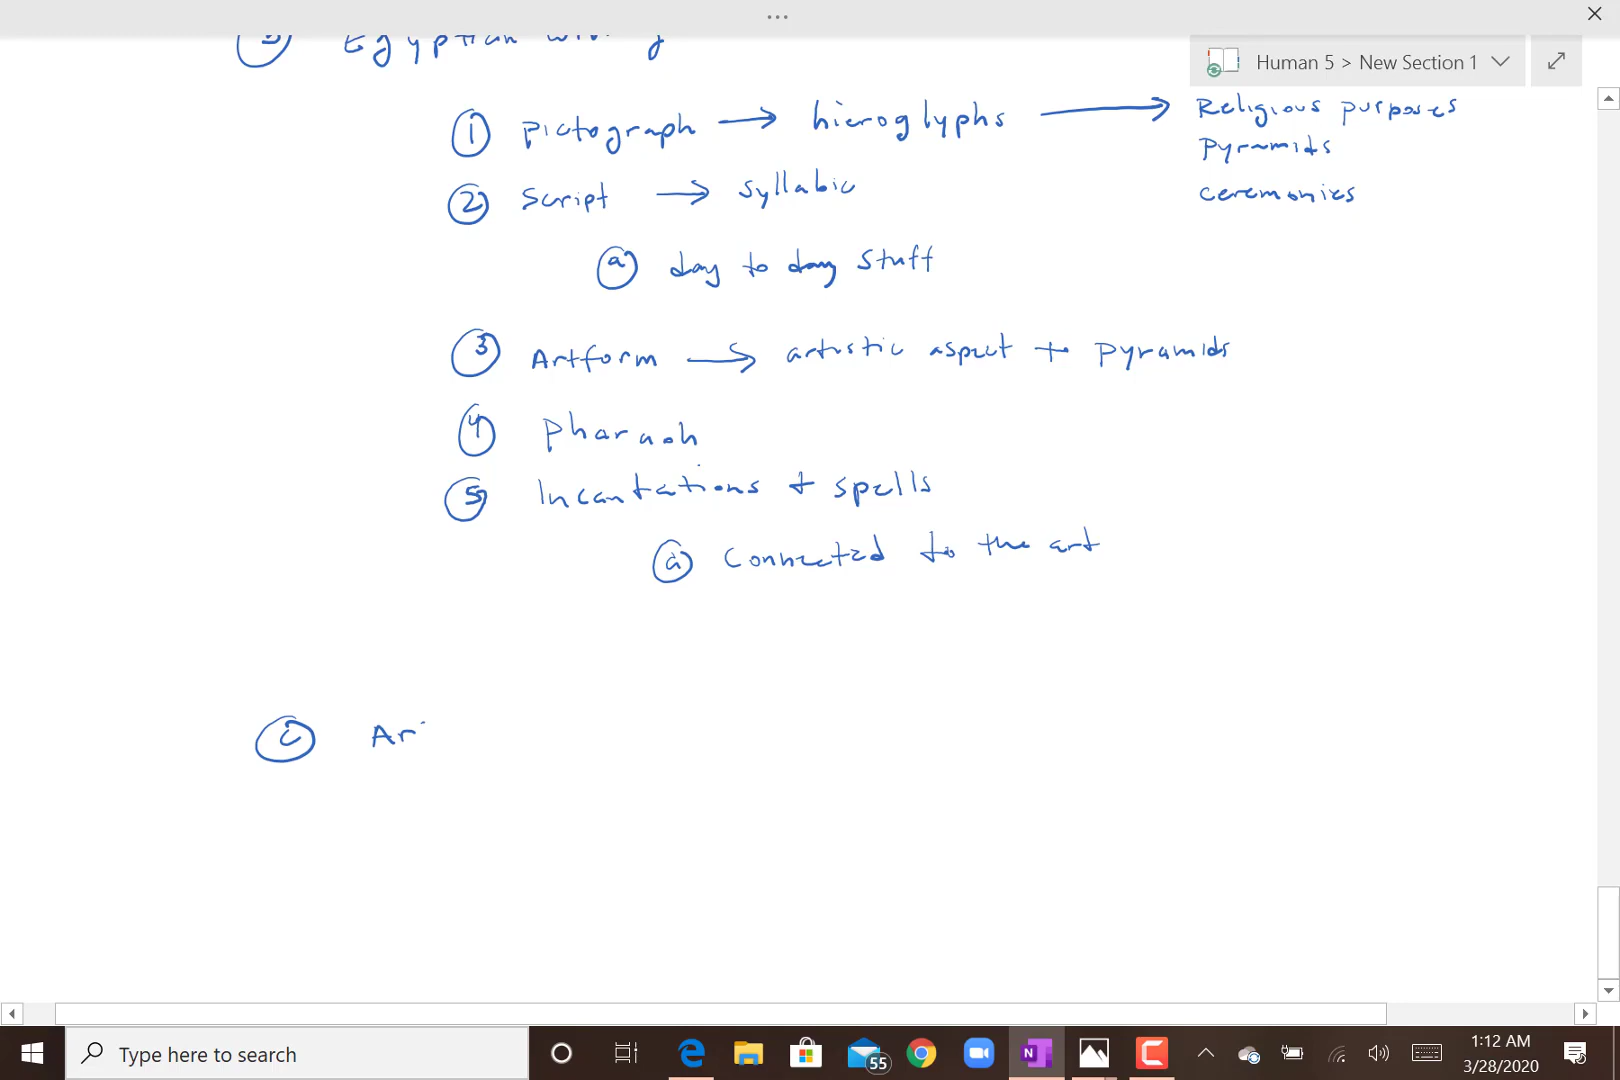 Egyptian
Human 5 > New Section 1
① Pictograph → hieroglyphs → Religious purposes
Pyramids
ceremonies
② Script → syllabic
ⓐ day to day stuff
③ Artform → artistic aspect + pyramids
④ Pharaoh
⑤ Incantations + spells
ⓐ connected to the art
ⓒ Ar
Type here to search
55
1:12 AM
3/28/2020